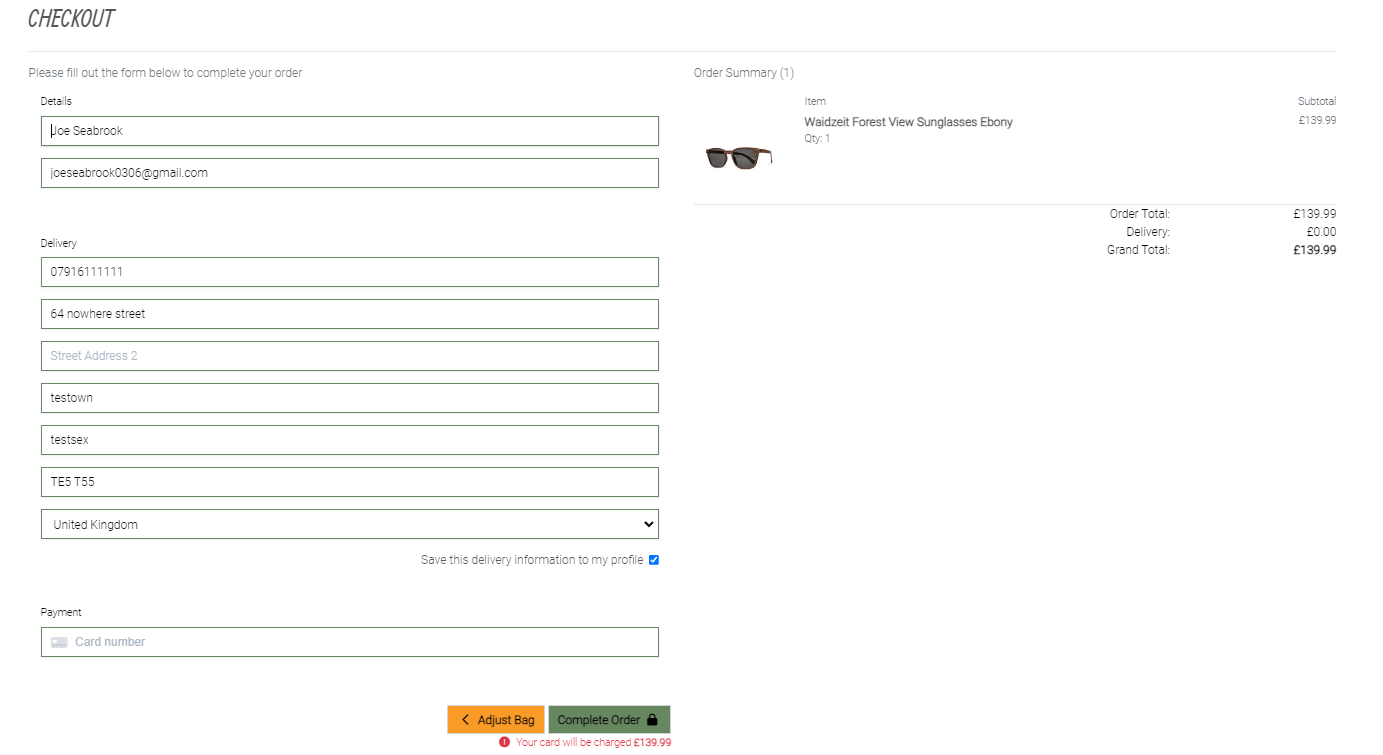 CHECKOUT
Please fill out the form below to complete your order
Details
Joe Seabrook
joeseabrook0306@gmail.com
Delivery
07916111111
64 nowhere street
Street Address 2
testown
testsex
TE5 T55
United Kingdom
Save this delivery information to my profile
Payment
Card number
Adjust Bag
Complete Order
Your card will be charged £139.99
Order Summary (1)
Item Subtotal
Waidzeit Forest View Sunglasses Ebony £139.99
Qty: 1
Order Total: £139.99
Delivery: £0.00
Grand Total: £139.99